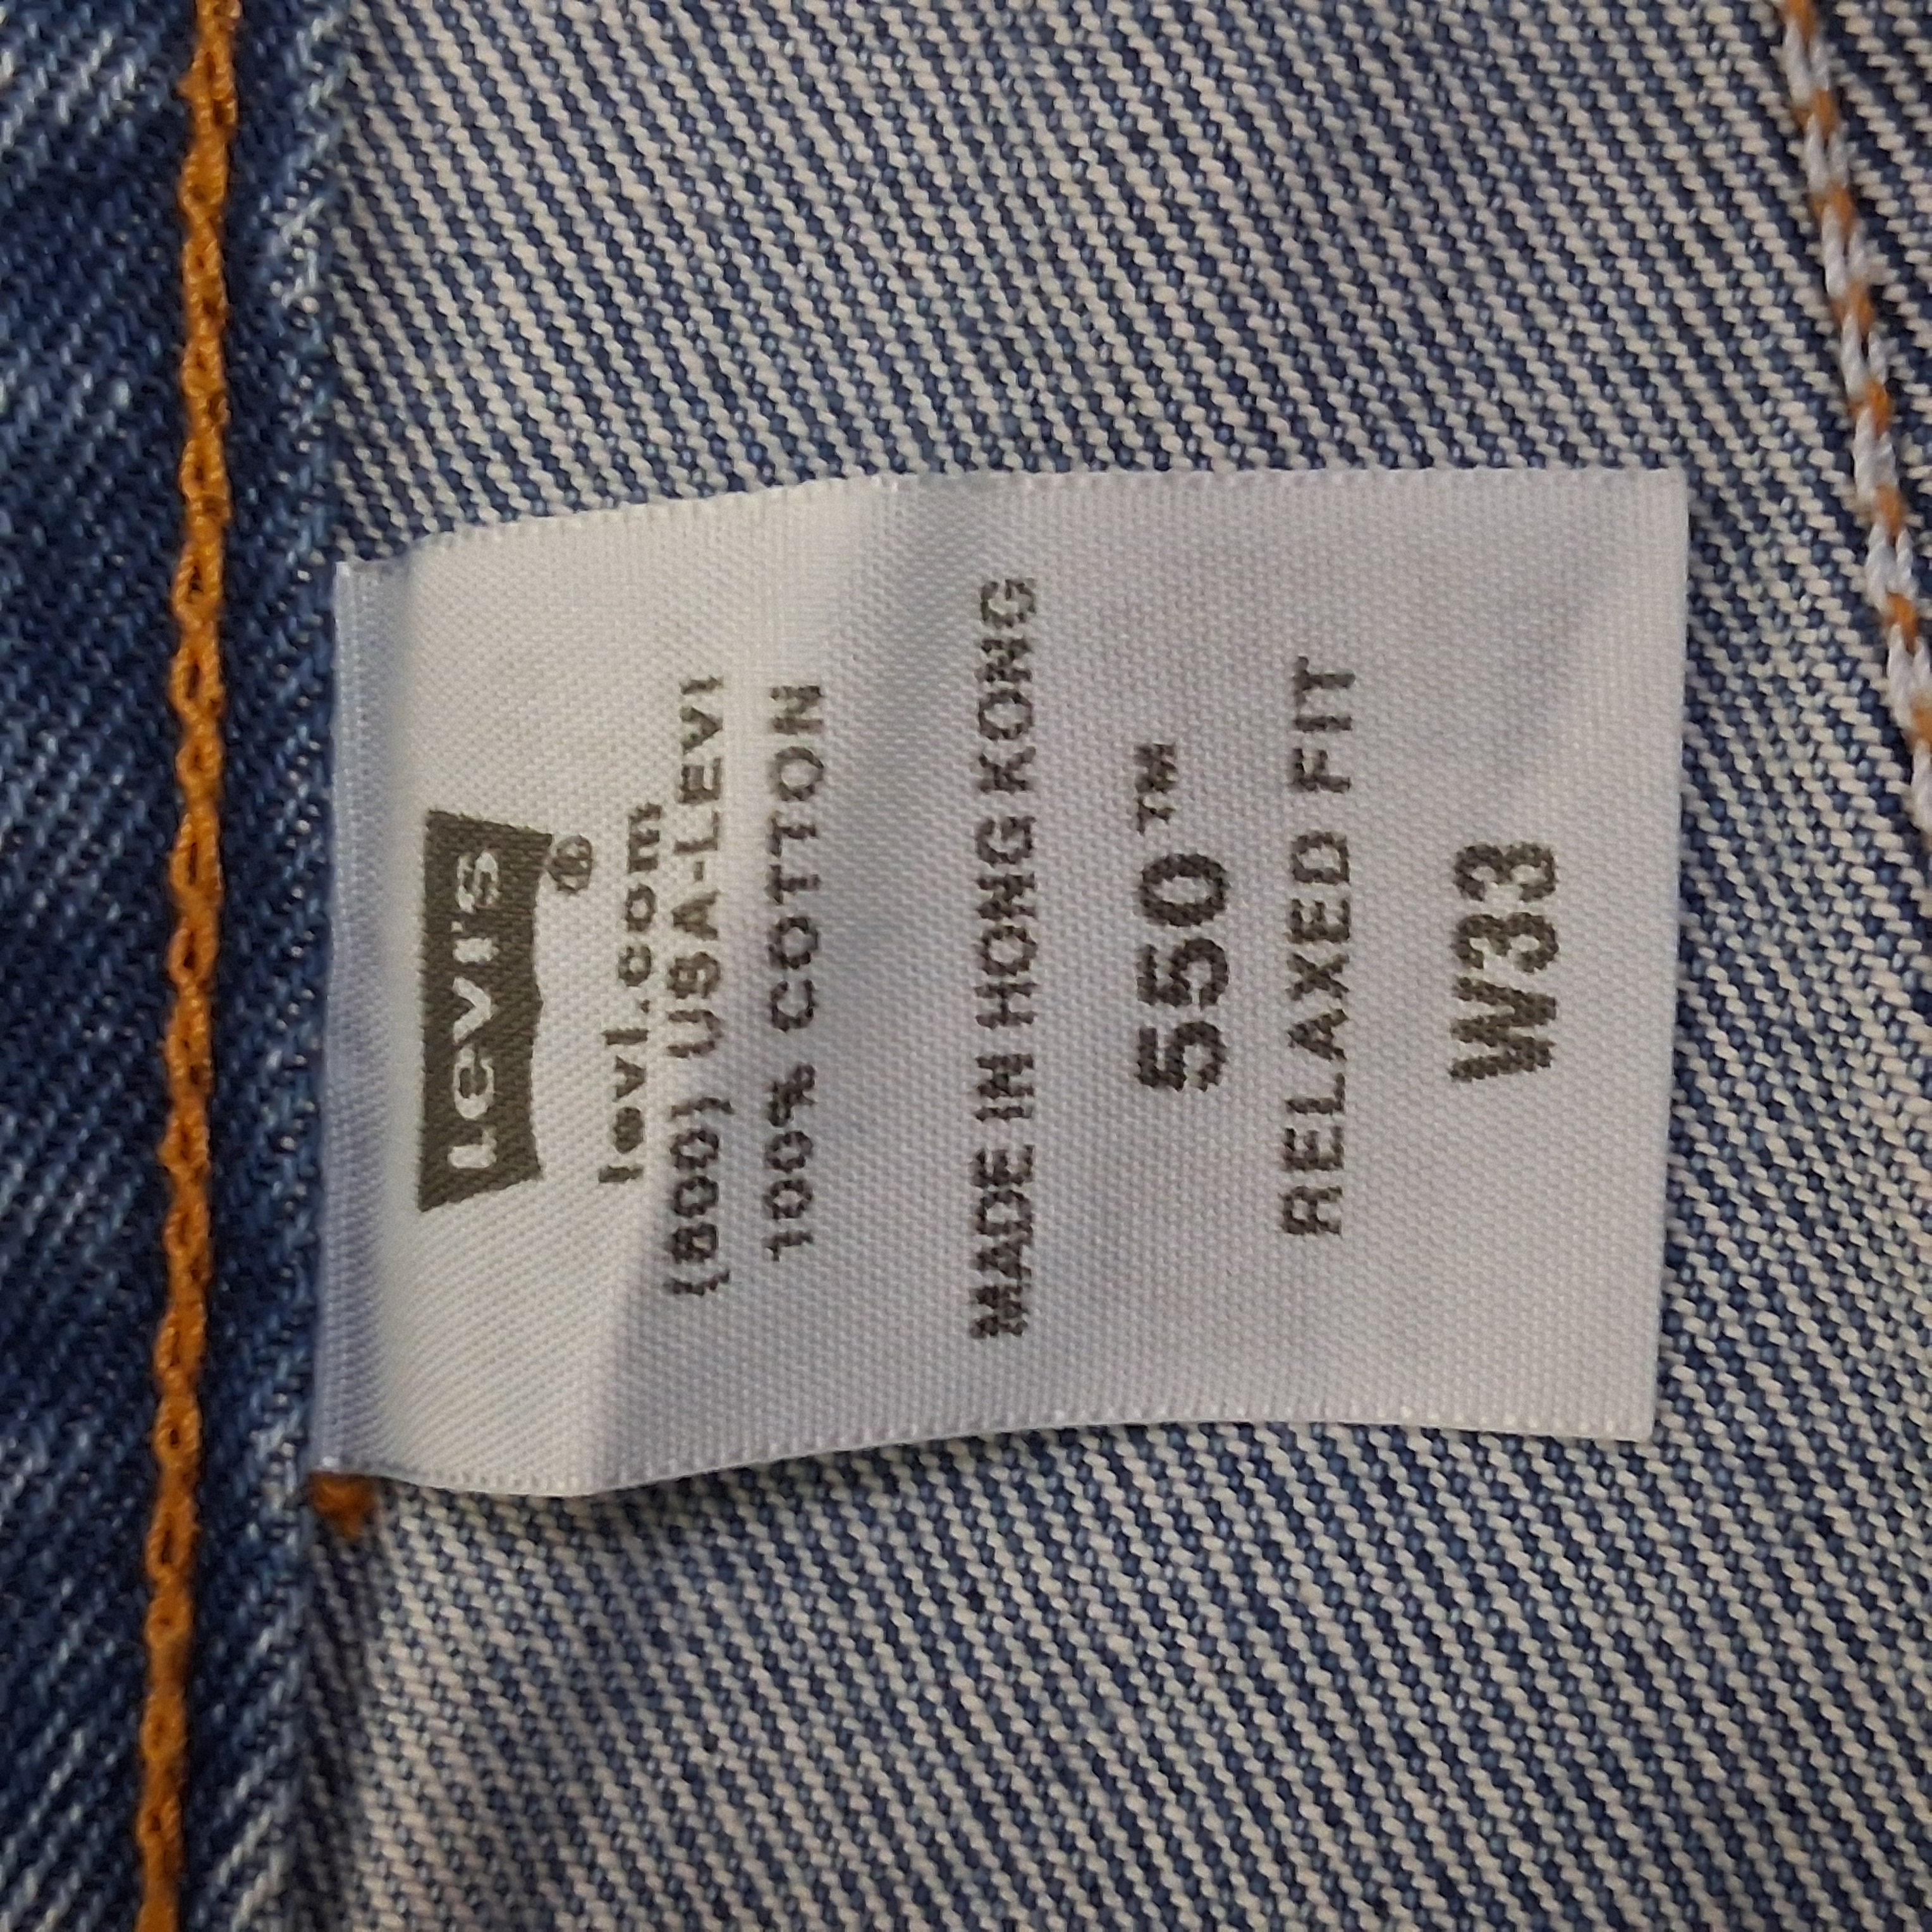 Levi's®
levi.com
(800) USA-LEVI
100% COTTON
MADE IN HONG KONG
550™
RELAXED FIT
W33